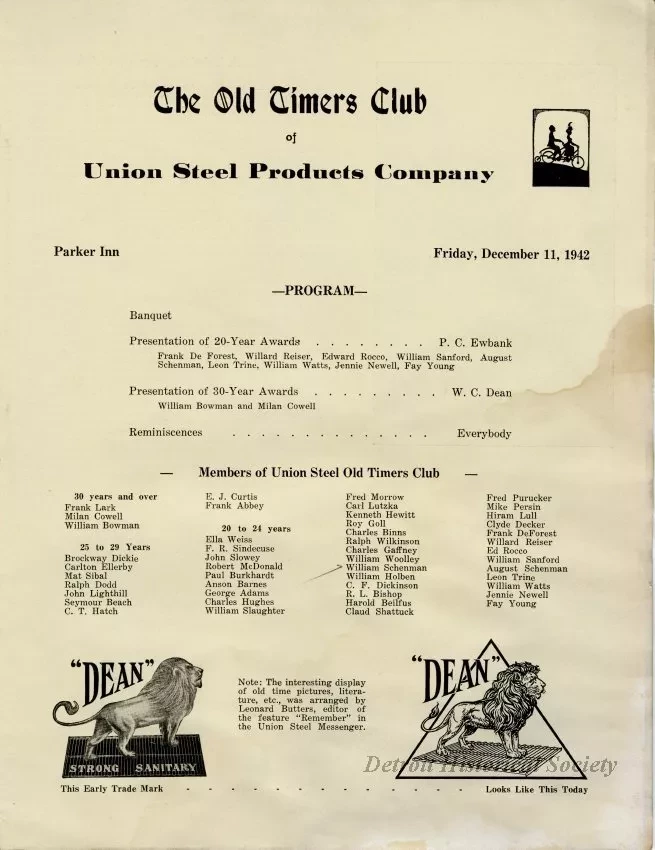 The Old Timers Club
of
Union Steel Products Company
Parker Inn
Friday, December 11, 1942
—PROGRAM—
Banquet
Presentation of 20-Year Awards . . . . . . . . P. C. Ewbank
Frank De Forest, Willard Reiser, Edward Rocco, William Sanford, August
Schenman, Leon Trine, William Watts, Jennie Newell, Fay Young
Presentation of 30-Year Awards . . . . . . . . . W. C. Dean
William Bowman and Milan Cowell
Reminiscences . . . . . . . . . . . . . . Everybody
— Members of Union Steel Old Timers Club —
30 years and over
Frank Lark
Milan Cowell
William Bowman
25 to 29 Years
Brockway Dickie
Carlton Ellerby
Mat Sibal
Ralph Dodd
John Lighthill
Seymour Beach
C. T. Hatch
E. J. Curtis
Frank Abbey
20 to 24 years
Ella Weiss
F. R. Sindecuse
John Slowey
Robert McDonald
Paul Burkhardt
Anson Barnes
George Adams
Charles Hughes
William Slaughter
Fred Morrow
Carl Lutzka
Kenneth Hewitt
Roy Goll
Charles Binns
Ralph Wilkinson
Charles Gaffney
William Woolley
William Schenman
William Holben
C. F. Dickinson
R. L. Bishop
Harold Beilfus
Claud Shattuck
Fred Purucker
Mike Persin
Hiram Lull
Clyde Decker
Frank DeForest
Willard Reiser
Ed Rocco
William Sanford
August Schenman
Leon Trine
William Watts
Jennie Newell
Fay Young
"DEAN"
STRONG SANITARY
Note: The interesting display
of old time pictures, litera-
ture, etc., was arranged by
Leonard Butters, editor of
the feature "Remember" in
the Union Steel Messenger.
"DEAN"
Detroit Historical Society
This Early Trade Mark - - - - - - - - - - - - - Looks Like This Today